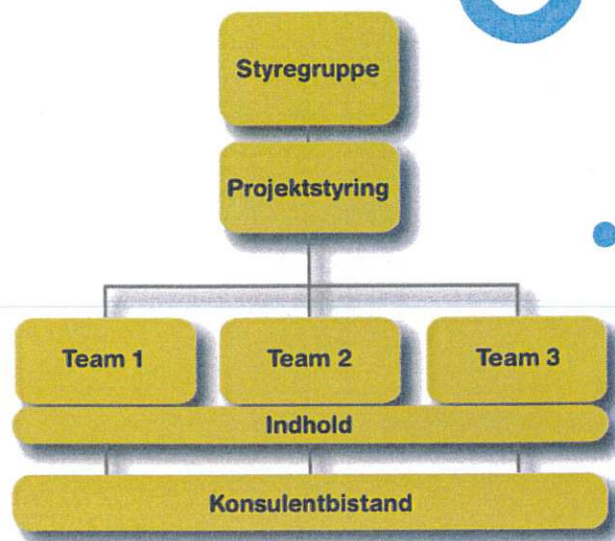 Styregruppe
Projektstyring
Team 1
Team 2
Team 3
Indhold
Konsulentbistand